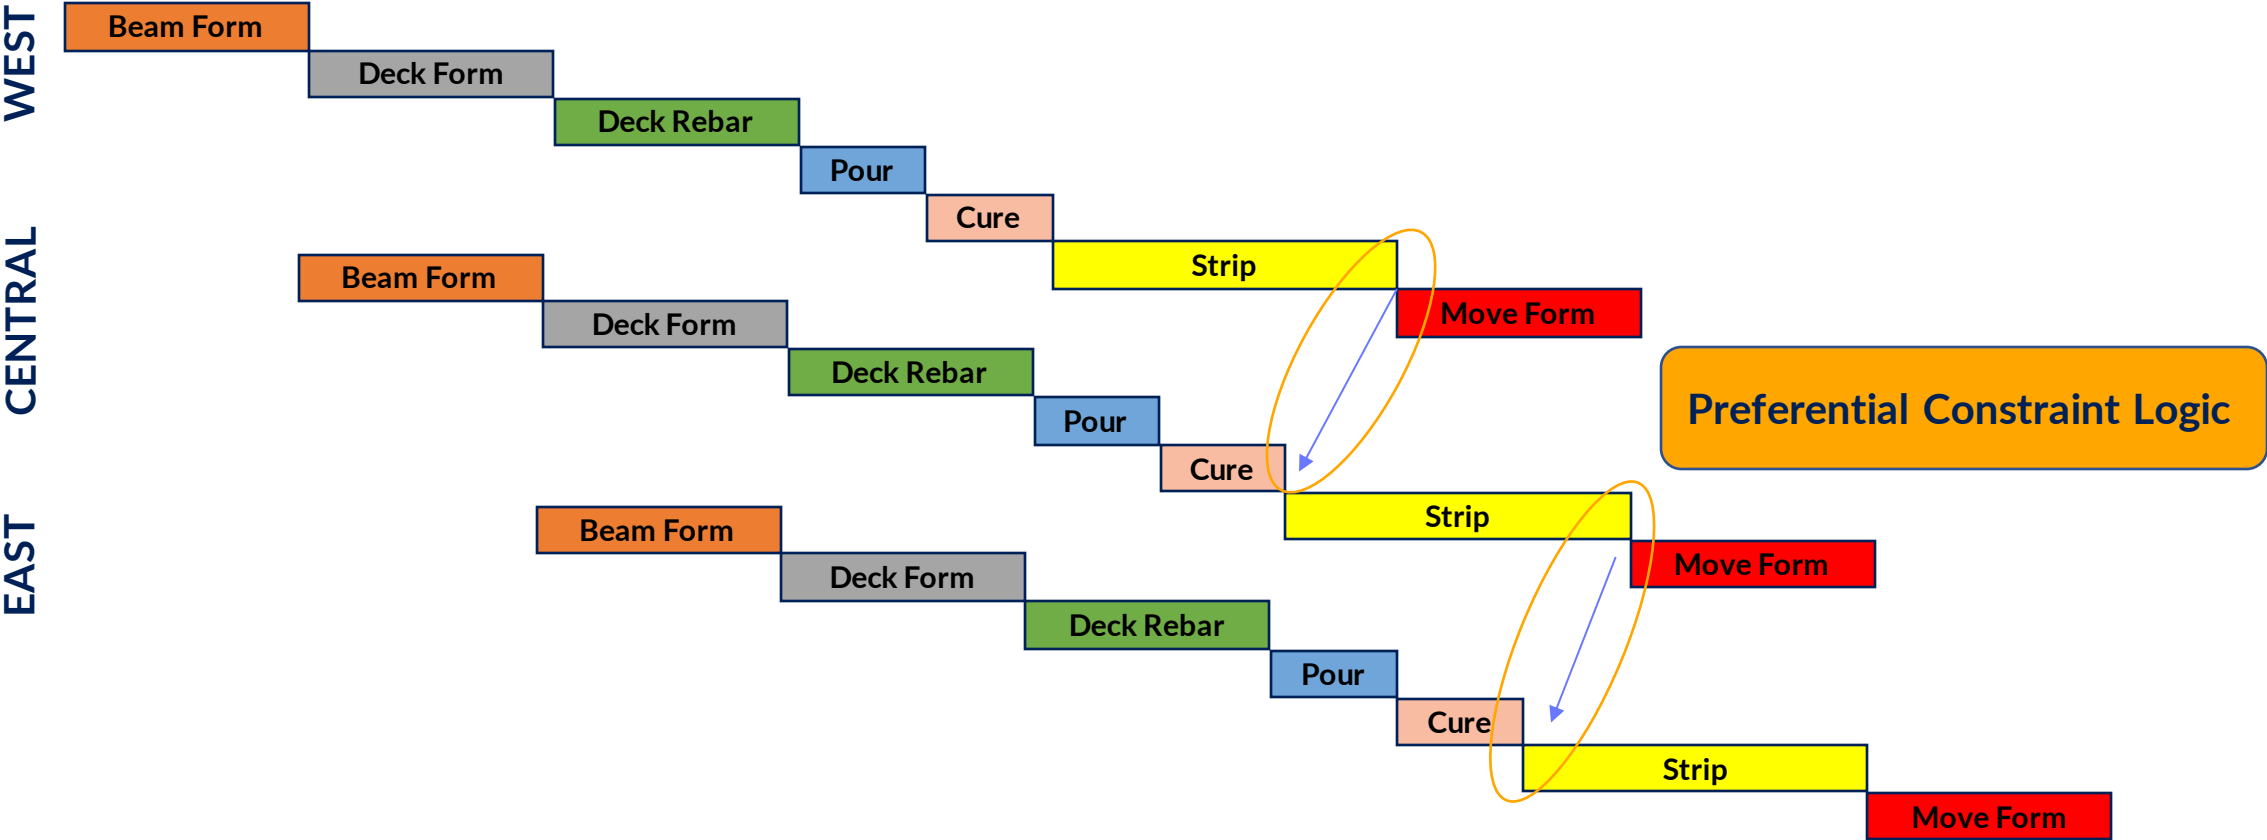 WEST
Beam Form
Deck Form
Deck Rebar
Pour
Cure
Strip
Move Form
CENTRAL
Beam Form
Deck Form
Deck Rebar
Pour
Cure
Strip
Move Form
Preferential Constraint Logic
EAST
Beam Form
Deck Form
Deck Rebar
Pour
Cure
Strip
Move Form